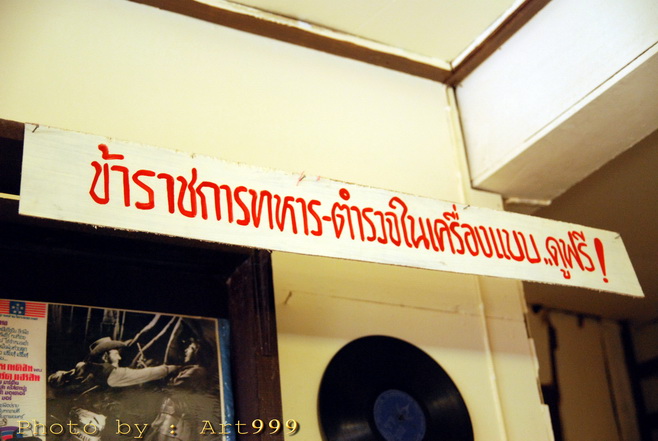 ข้าราชการทหาร-ตำรวจในเครื่องแบบ..ดูฟรี!
Photo by : Art999